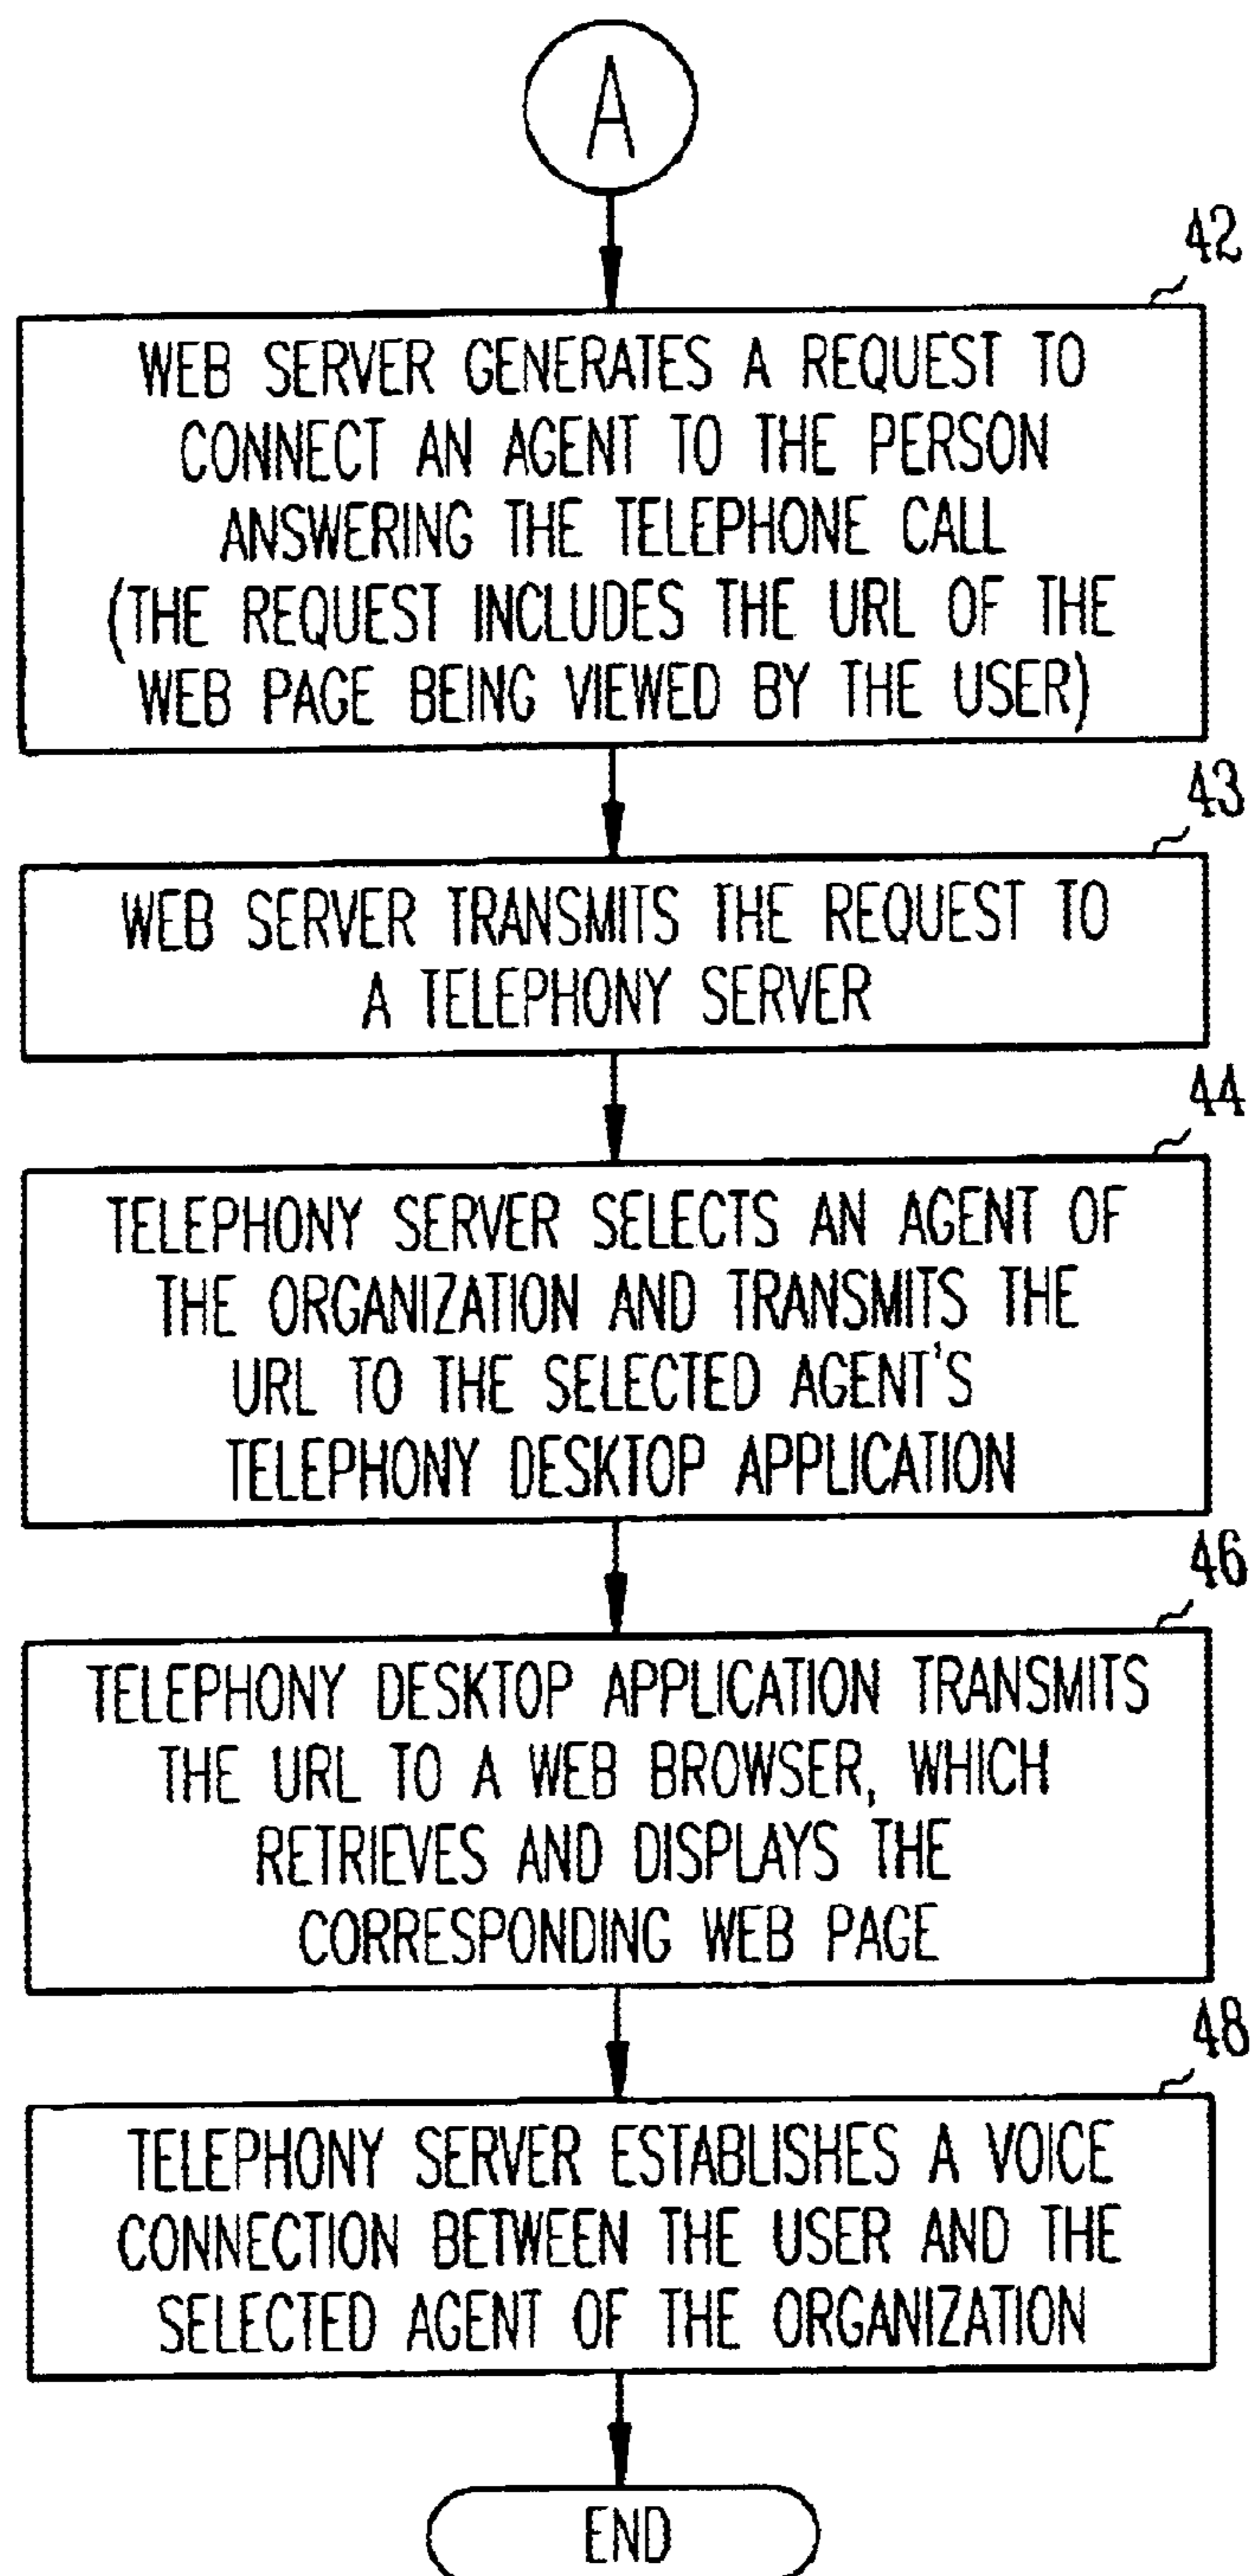 A
42
WEB SERVER GENERATES A REQUEST TO
CONNECT AN AGENT TO THE PERSON
ANSWERING THE TELEPHONE CALL
(THE REQUEST INCLUDES THE URL OF THE
WEB PAGE BEING VIEWED BY THE USER)
43
WEB SERVER TRANSMITS THE REQUEST TO
A TELEPHONY SERVER
44
TELEPHONY SERVER SELECTS AN AGENT OF
THE ORGANIZATION AND TRANSMITS THE
URL TO THE SELECTED AGENT'S
TELEPHONY DESKTOP APPLICATION
46
TELEPHONY DESKTOP APPLICATION TRANSMITS
THE URL TO A WEB BROWSER, WHICH
RETRIEVES AND DISPLAYS THE
CORRESPONDING WEB PAGE
48
TELEPHONY SERVER ESTABLISHES A VOICE
CONNECTION BETWEEN THE USER AND THE
SELECTED AGENT OF THE ORGANIZATION
END